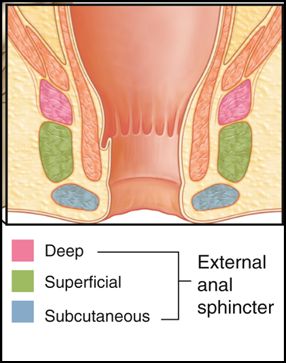 Deep
Superficial
Subcutaneous
External
anal
sphincter